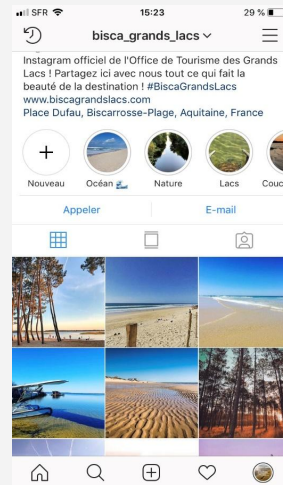 SFR 15:23 29 %
bisca_grands_lacs
Instagram officiel de l'Office de Tourisme des Grands
Lacs ! Partagez ici avec nous tout ce qui fait la
beauté de la destination ! #BiscaGrandsLacs
www.biscagrandslacs.com
Place Dufau, Biscarrosse-Plage, Aquitaine, France
Nouveau Océan 🌊 Nature Lacs Couc
Appeler E-mail